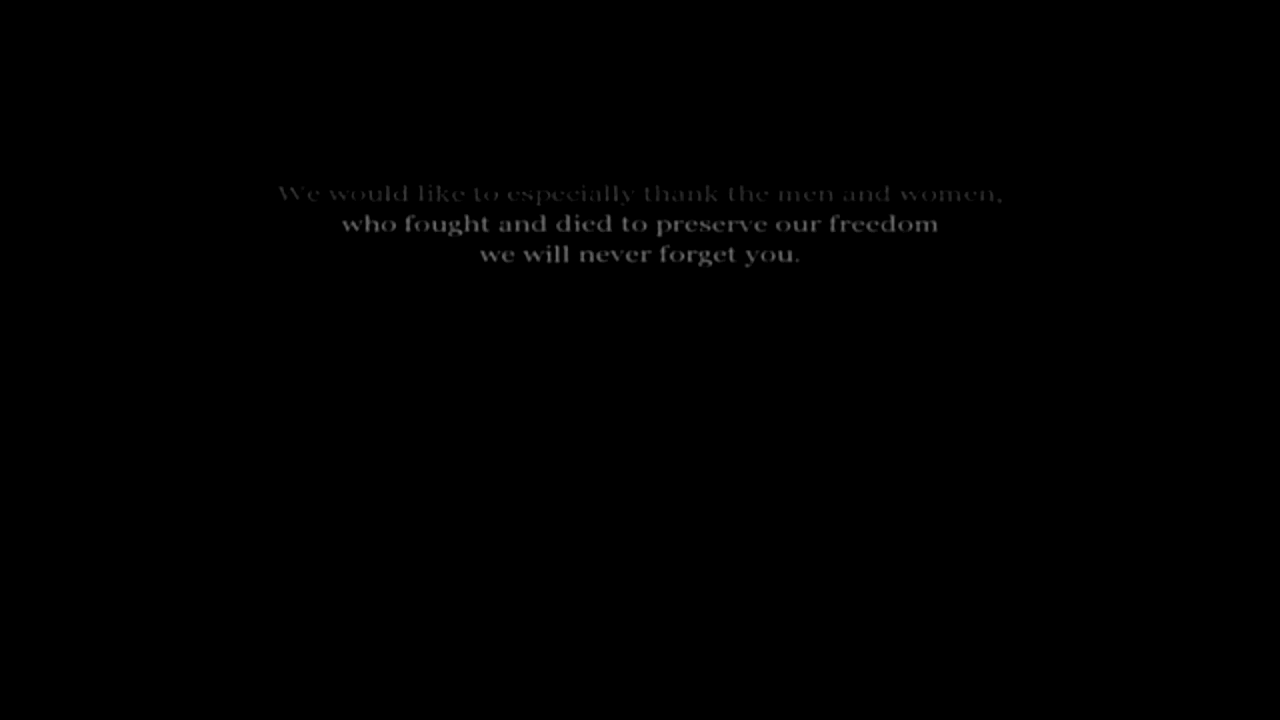 We would like to especially thank the men and women,
who fought and died to preserve our freedom
we will never forget you.